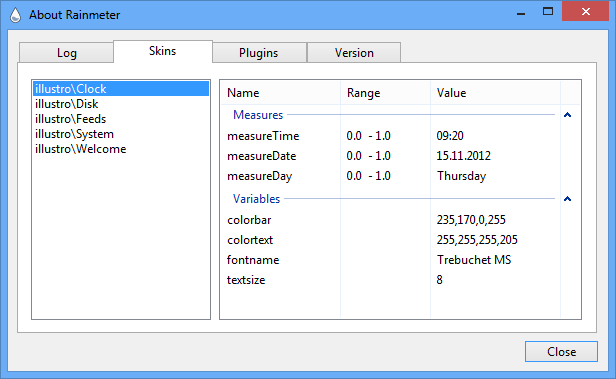 About Rainmeter
Log Skins Plugins Version
illustro\Clock
illustro\Disk
illustro\Feeds
illustro\System
illustro\Welcome
Name Range Value
Measures
measureTime 0.0 - 1.0 09:20
measureDate 0.0 - 1.0 15.11.2012
measureDay 0.0 - 1.0 Thursday
Variables
colorbar 235,170,0,255
colortext 255,255,255,205
fontname Trebuchet MS
textsize 8
Close